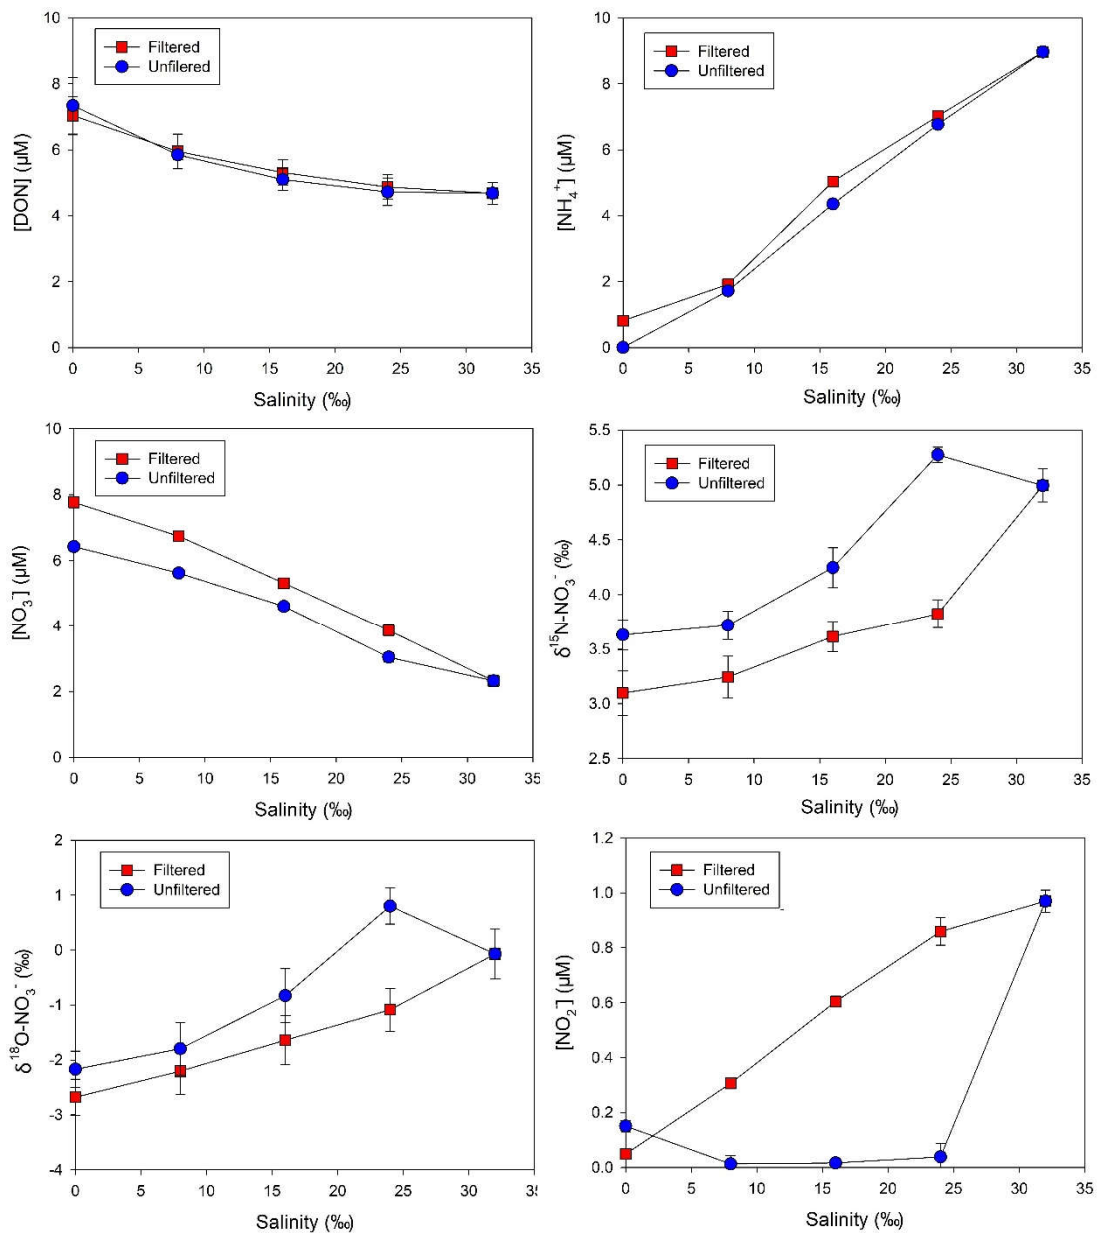 10
8
6
4
2
0
[DON] (µM)
Filtered
Unfilered
0 5 10 15 20 25 30 35
Salinity (‰)
10
8
6
4
2
0
[NH₄⁺] (µM)
Filtered
Unfiltered
0 5 10 15 20 25 30 35
Salinity (‰)
10
8
6
4
2
0
[NO₃⁻] (µM)
Filtered
Unfiltered
0 5 10 15 20 25 30 35
Salinity (‰)
5.5
5.0
4.5
4.0
3.5
3.0
2.5
δ¹⁵N-NO₃⁻ (‰)
Filtered
Unfiltered
0 5 10 15 20 25 30 35
Salinity (‰)
2
1
0
-1
-2
-3
-4
δ¹⁸O-NO₃⁻ (‰)
Filtered
Unfiltered
0 5 10 15 20 25 30 35
Salinity (‰)
1.2
1.0
0.8
0.6
0.4
0.2
0.0
[NO₂⁻] (µM)
Filtered
Unfiltered
0 5 10 15 20 25 30 35
Salinity (‰)